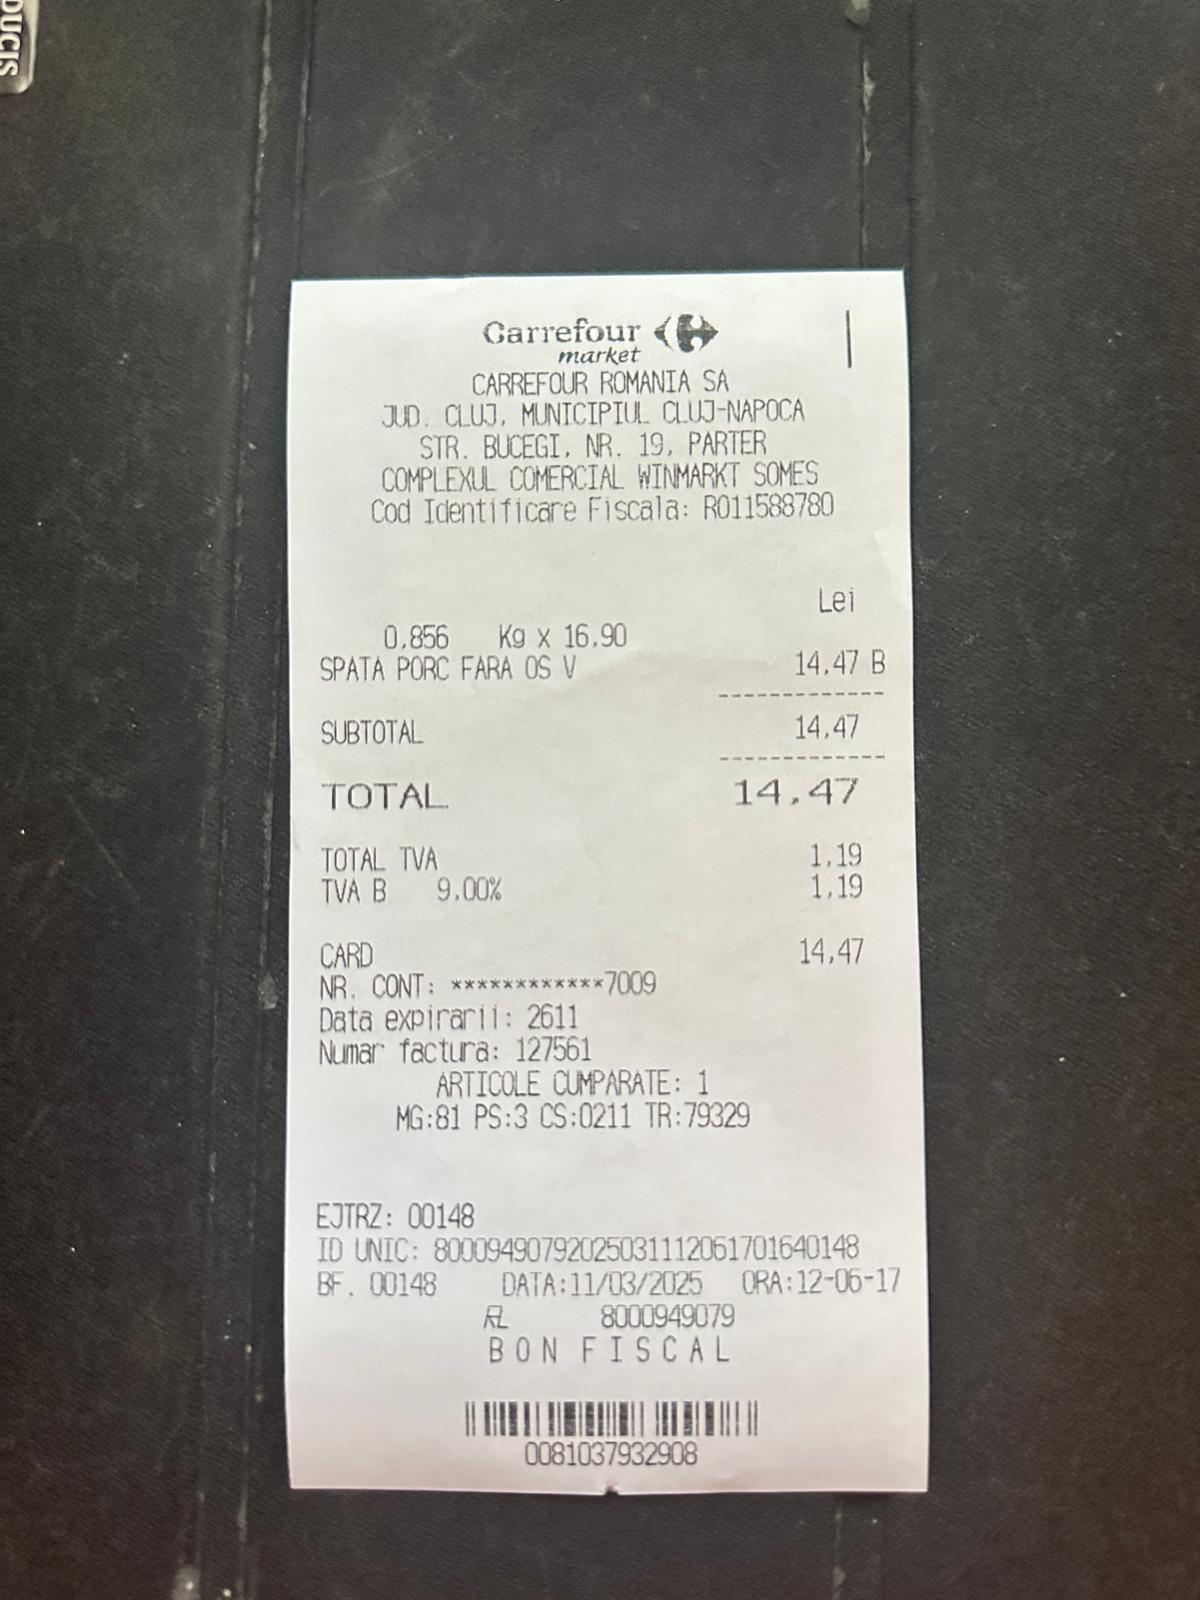 DUCIS
Carrefour
market
CARREFOUR ROMANIA SA
JUD. CLUJ, MUNICIPIUL CLUJ-NAPOCA
STR. BUCEGI, NR. 19, PARTER
COMPLEXUL COMERCIAL WINMARKT SOMES
Cod Identificare Fiscala: RO11588780
Lei
0.856 Kg x 16.90
SPATA PORC FARA OS V 14.47 B
------------
SUBTOTAL 14.47
------------
TOTAL 14.47
TOTAL TVA 1.19
TVA B 9.00% 1.19
CARD 14.47
NR. CONT: ************7009
Data expirarii: 2611
Numar factura: 127561
ARTICOLE CUMPARATE: 1
MG:81 PS:3 CS:0211 TR:79329
EJTRZ: 00148
ID UNIC: 8000949079202503111206170164​0148
BF. 00148 DATA:11/03/2025 ORA:12-06-17
8000949079
BON FISCAL
0081037932908